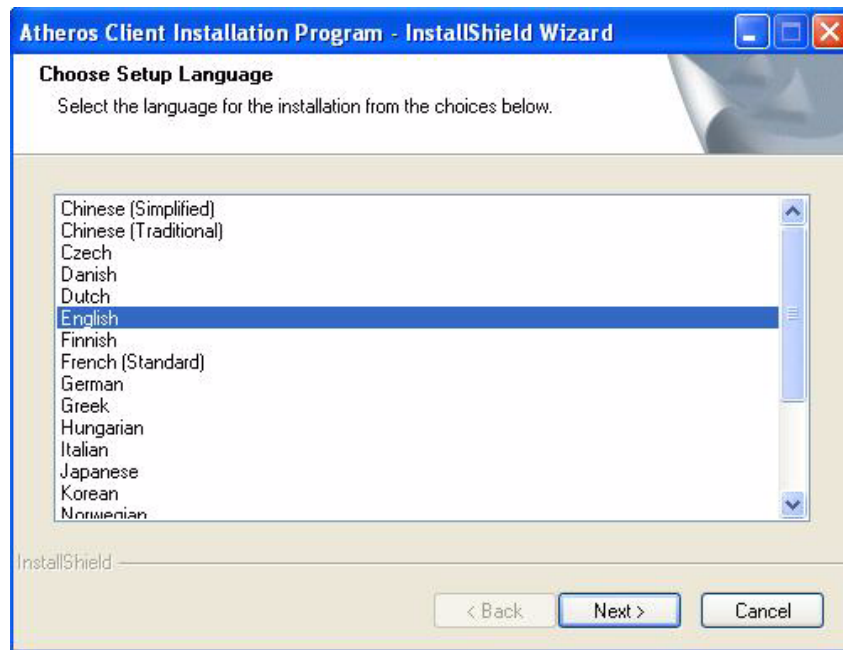 Atheros Client Installation Program - InstallShield Wizard
Choose Setup Language
Select the language for the installation from the choices below.
Chinese (Simplified)
Chinese (Traditional)
Czech
Danish
Dutch
English
Finnish
French (Standard)
German
Greek
Hungarian
Italian
Japanese
Korean
Norwegian
InstallShield
< Back Next > Cancel